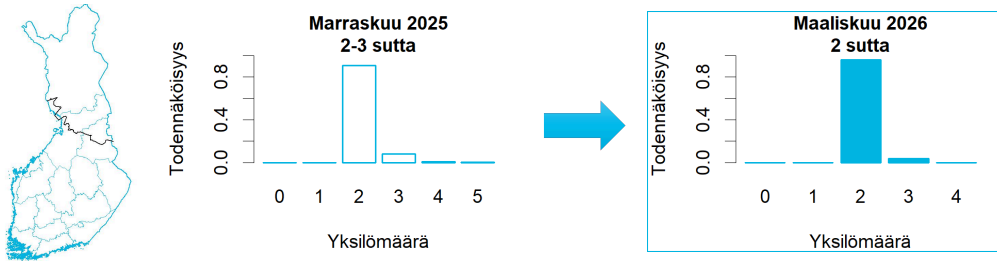 Marraskuu 2025
2-3 sutta
Todennäköisyys
0.8
0.4
0.0
0 1 2 3 4 5
Yksilömäärä
Maaliskuu 2026
2 sutta
Todennäköisyys
0.8
0.4
0.0
0 1 2 3 4
Yksilömäärä